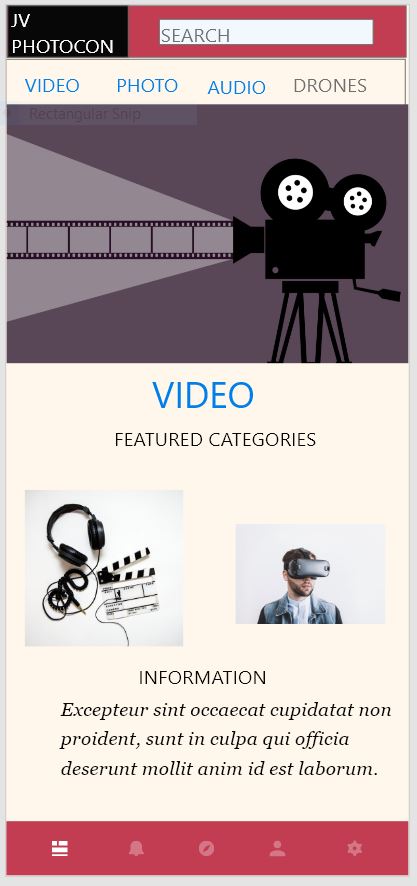 JV
PHOTOCON
SEARCH
VIDEO PHOTO AUDIO DRONES
Rectangular Snip
VIDEO
FEATURED CATEGORIES
INFORMATION
Excepteur sint occaecat cupidatat non
proident, sunt in culpa qui officia
deserunt mollit anim id est laborum.